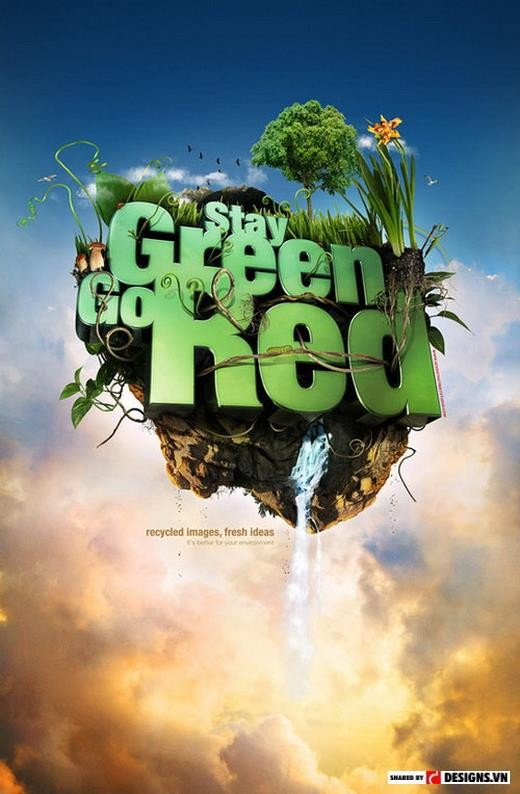 Stay
Green
Go
Red
recycled images, fresh ideas
It's better for your environment
SHARED BY DESIGNS.VN